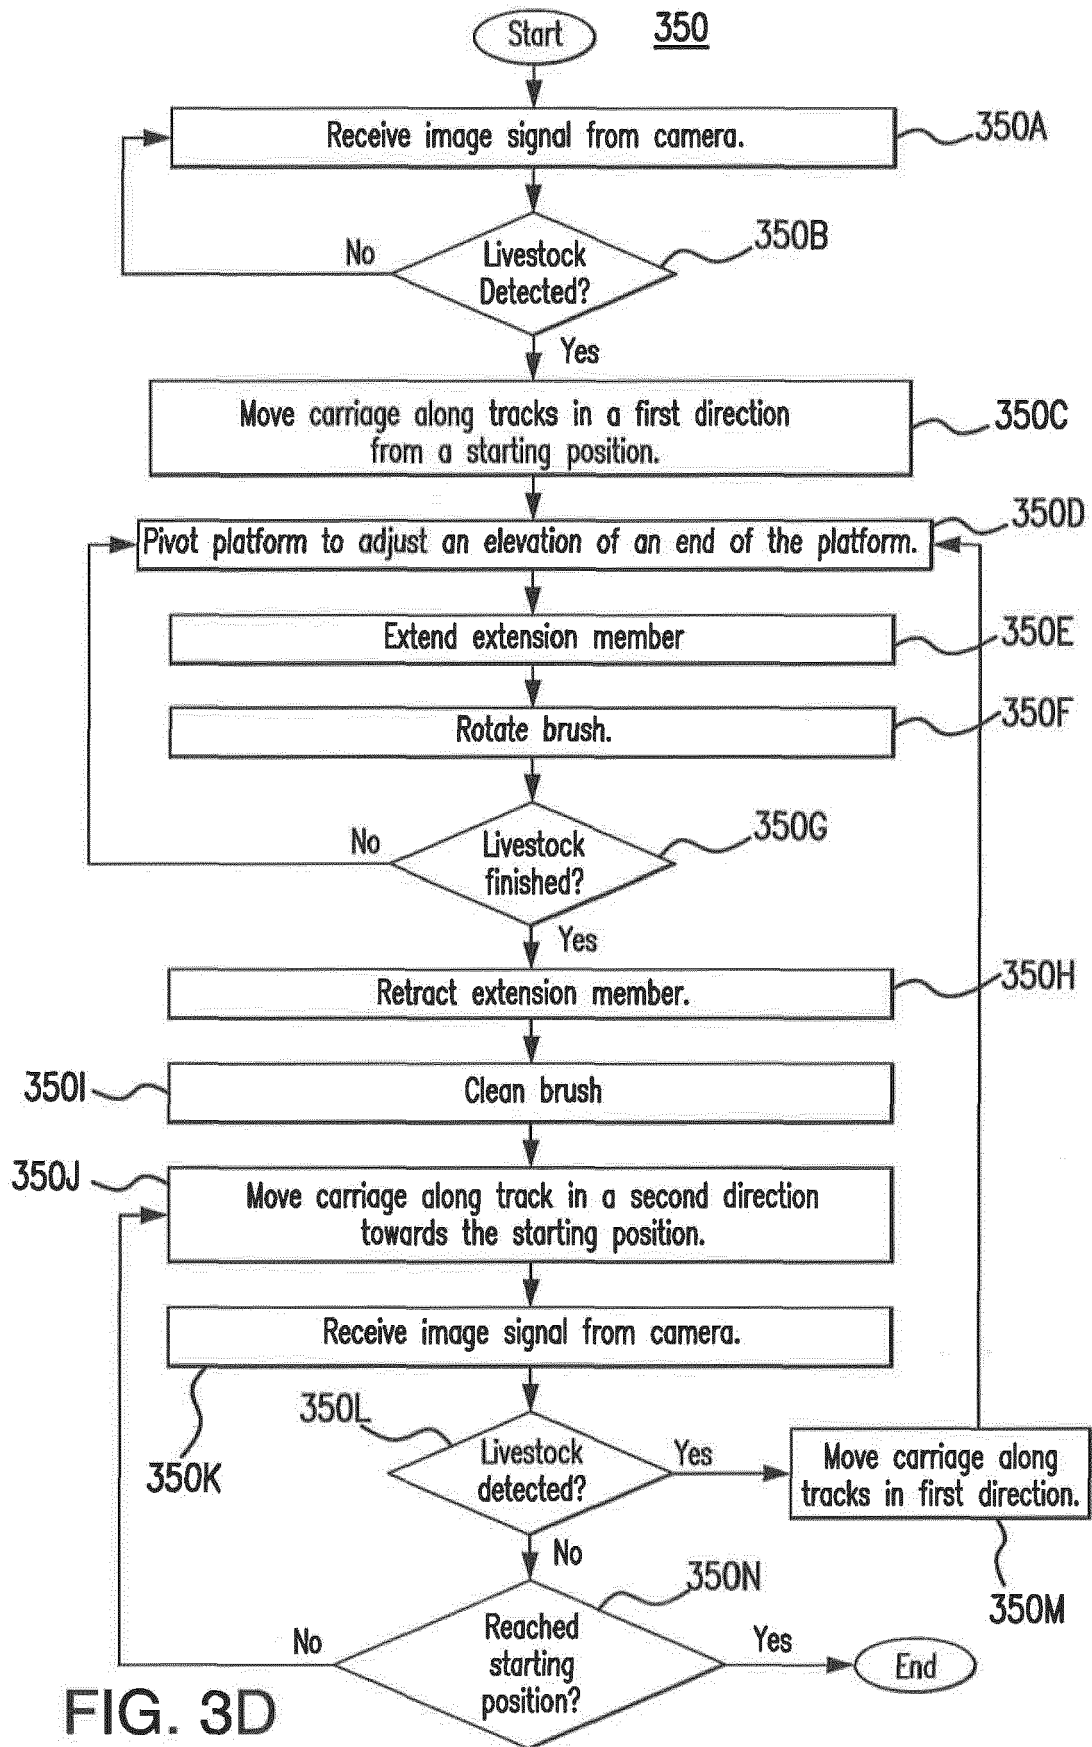 Start
350
Receive image signal from camera.
350A
Livestock
Detected?
350B
No
Yes
Move carriage along tracks in a first direction
from a starting position.
350C
Pivot platform to adjust an elevation of an end of the platform.
350D
Extend extension member
350E
Rotate brush.
350F
Livestock
finished?
350G
No
Yes
Retract extension member.
350H
Clean brush
350I
Move carriage along track in a second direction
towards the starting position.
350J
Receive image signal from camera.
350K
Livestock
detected?
350L
Yes
No
Move carriage along
tracks in first direction.
350M
Reached
starting
position?
350N
No
Yes
End
FIG. 3D